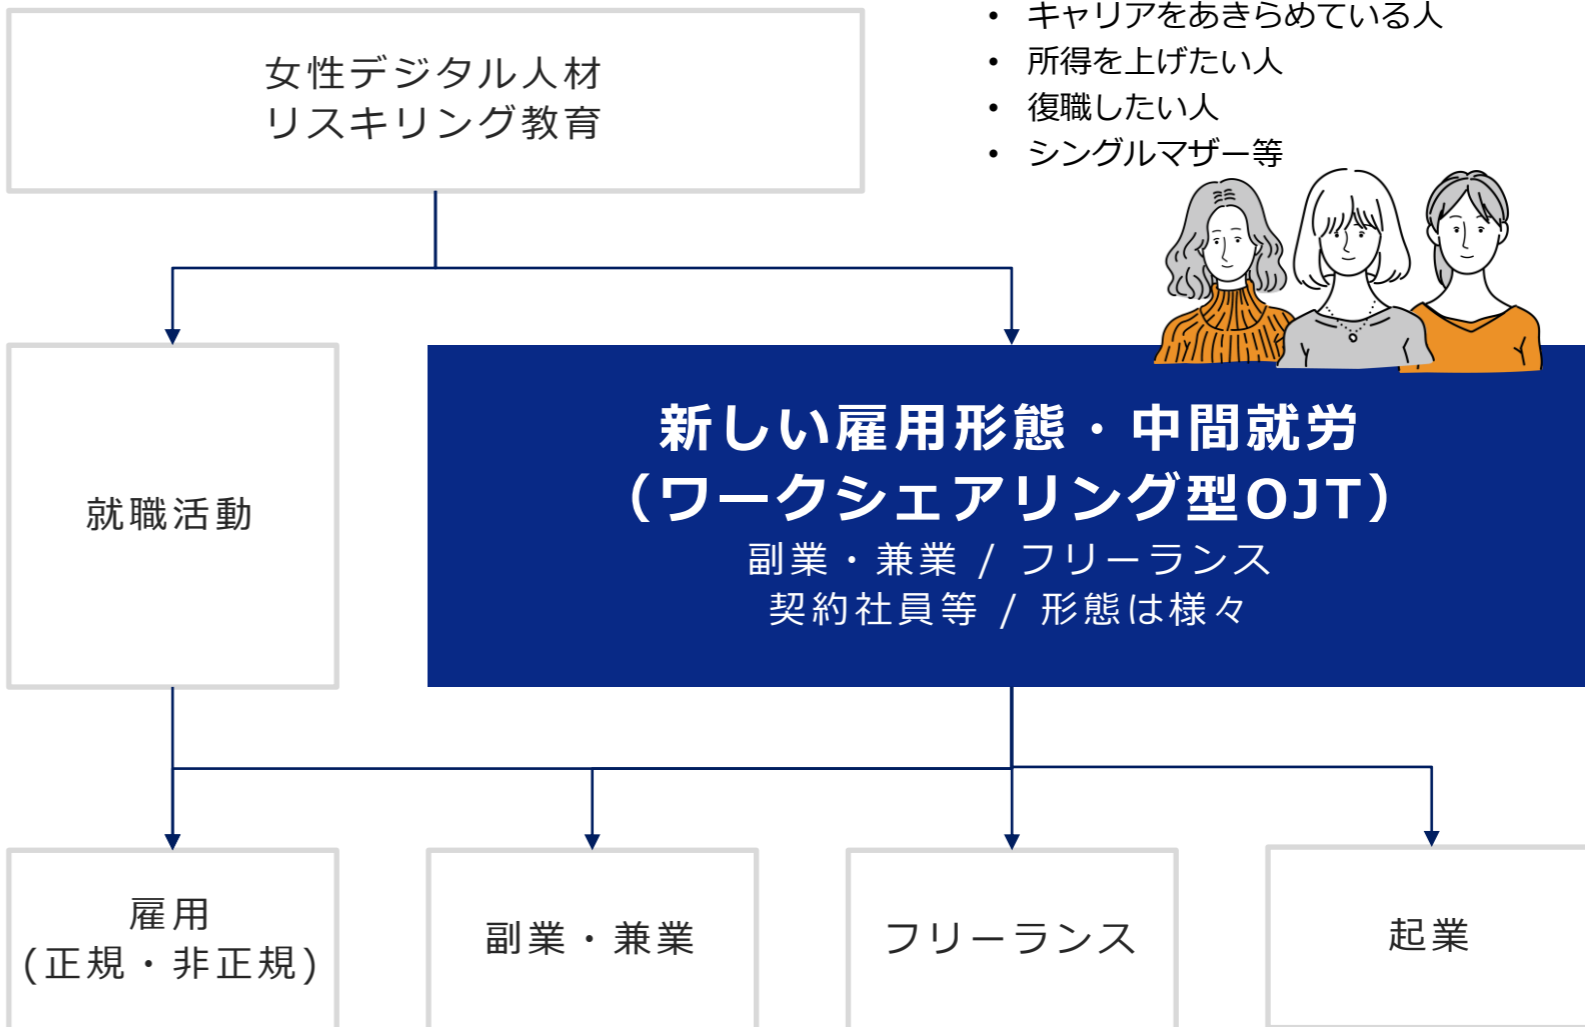 女性デジタル人材
リスキリング教育
• キャリアをあきらめている人
• 所得を上げたい人
• 復職したい人
• シングルマザー等
就職活動
新しい雇用形態・中間就労
（ワークシェアリング型OJT）
副業・兼業 / フリーランス
契約社員等 / 形態は様々
雇用
(正規・非正規)
副業・兼業
フリーランス
起業